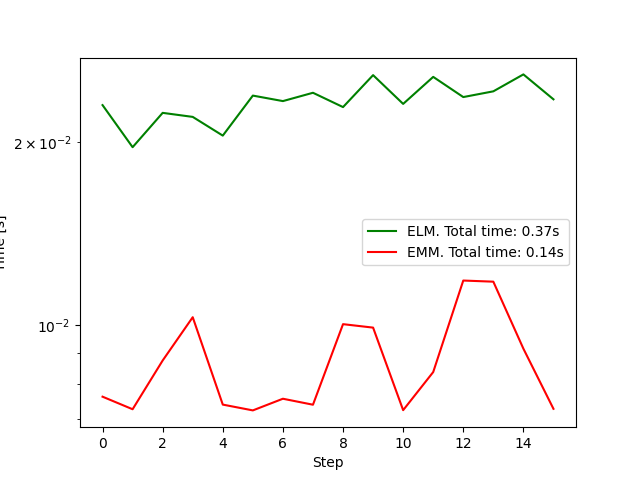 2 × 10⁻²
10⁻²
ELM. Total time: 0.37s
EMM. Total time: 0.14s
0 2 4 6 8 10 12 14
Step